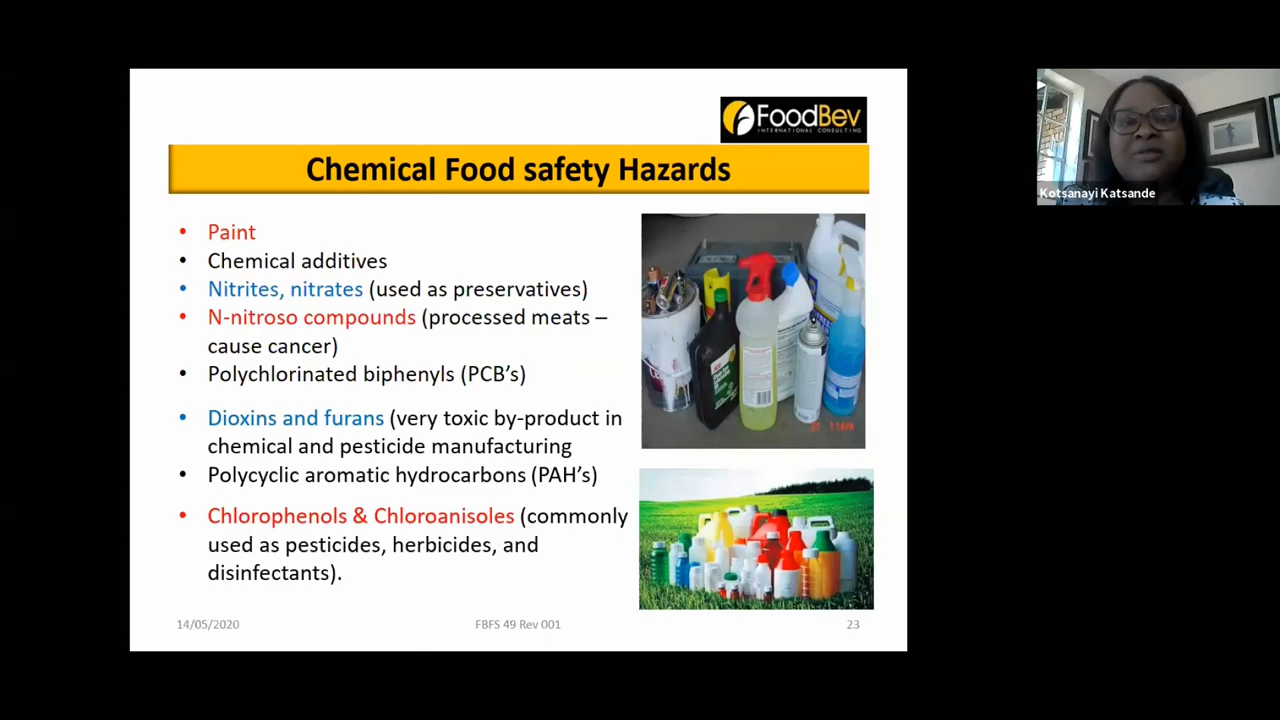 FoodBev
INTERNATIONAL CONSULTING
Chemical Food safety Hazards
Kotsanayi Katsande
• Paint
• Chemical additives
• Nitrites, nitrates (used as preservatives)
• N-nitroso compounds (processed meats –
cause cancer)
• Polychlorinated biphenyls (PCB’s)
• Dioxins and furans (very toxic by-product in
chemical and pesticide manufacturing
• Polycyclic aromatic hydrocarbons (PAH’s)
• Chlorophenols & Chloroanisoles (commonly
used as pesticides, herbicides, and
disinfectants).
14/05/2020
FBFS 49 Rev 001
23